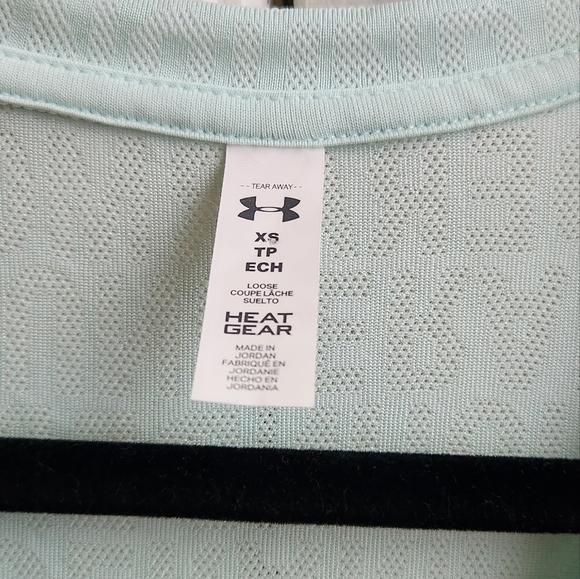 - - TEAR AWAY - -
XS
TP
ECH
LOOSE
COUPE LÂCHE
SUELTO
HEAT
GEAR
MADE IN
JORDAN
FABRIQUÉ EN
JORDANIE
HECHO EN
JORDANIA